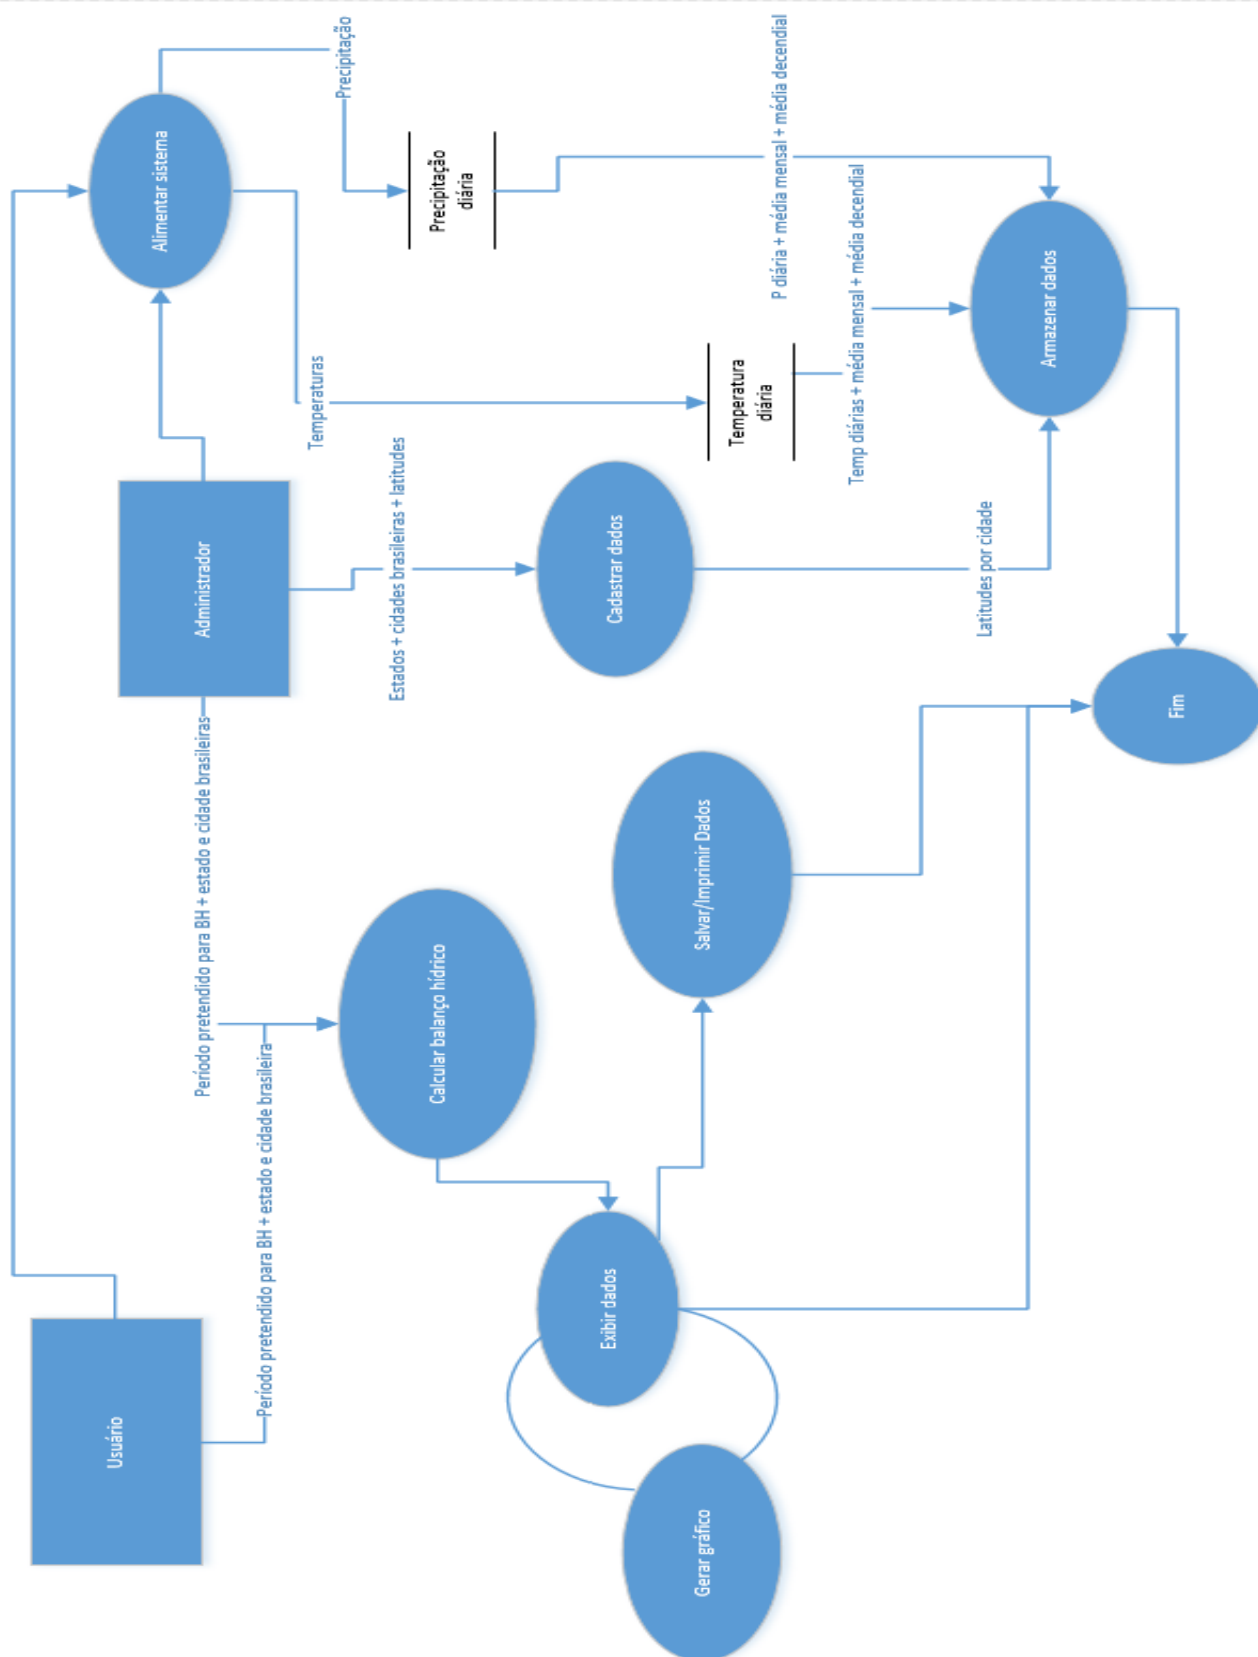 Usuário
Alimentar sistema
Período pretendido para BH + estado e cidade brasileiras
Administrador
Período pretendido para BH + estado e cidade brasileira
Temperaturas
Precipitação
Estados + cidades brasileiras + latitudes
Calcular balanço hídrico
Precipitação
diária
Exibir dados
Cadastrar dados
Gerar gráfico
Salvar/Imprimir Dados
Temperatura
diária
P diária + média mensal + média decendial
Temp diárias + média mensal + média decendial
Latitudes por cidade
Armazenar dados
Fim